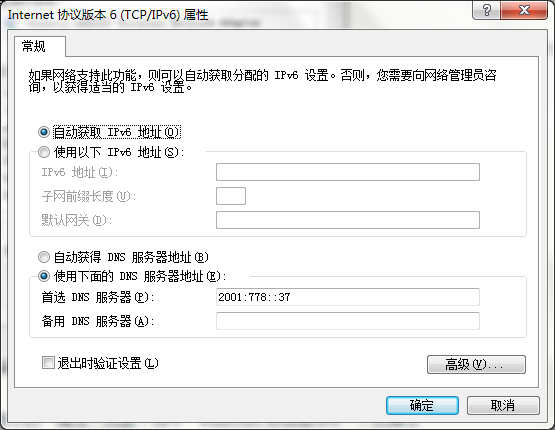 Internet 协议版本 6 (TCP/IPv6) 属性
常规
如果网络支持此功能，则可以自动获取分配的 IPv6 设置。否则，您需要向网络管理员咨
询，以获得适当的 IPv6 设置。
自动获取 IPv6 地址(O)
使用以下 IPv6 地址(S):
IPv6 地址(I):
子网前缀长度(U):
默认网关(D):
自动获得 DNS 服务器地址(B)
使用下面的 DNS 服务器地址(E):
首选 DNS 服务器(P):
2001:778::37
备用 DNS 服务器(A):
退出时验证设置(L)
高级(V)...
确定
取消